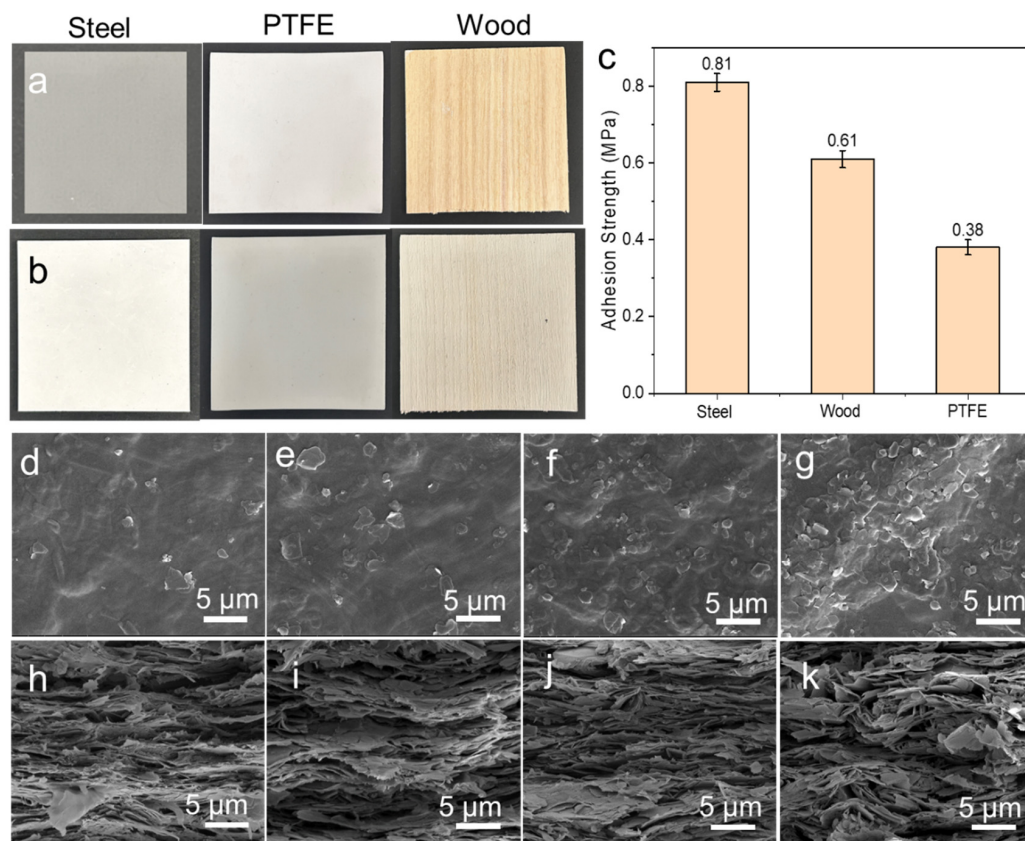 Steel PTFE Wood
a
b
c
Adhesion Strength (MPa)
0.8
0.6
0.4
0.2
0.0
0.81
0.61
0.38
Steel Wood PTFE
d e f g
5 μm 5 μm 5 μm 5 μm
h i j k
5 μm 5 μm 5 μm 5 μm